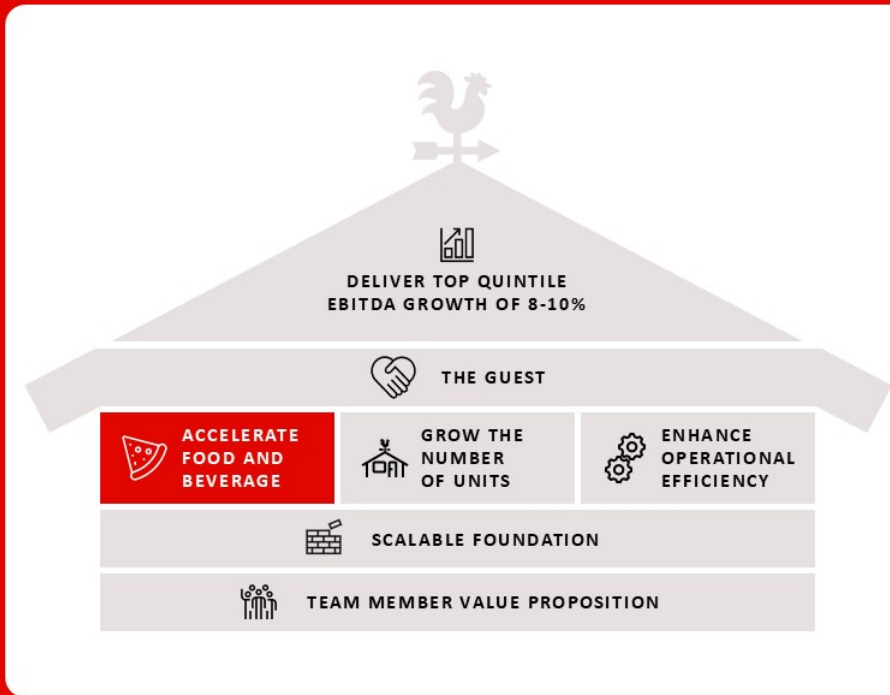 DELIVER TOP QUINTILE
EBITDA GROWTH OF 8-10%
THE GUEST
ACCELERATE
FOOD AND
BEVERAGE
GROW THE
NUMBER
OF UNITS
ENHANCE
OPERATIONAL
EFFICIENCY
SCALABLE FOUNDATION
TEAM MEMBER VALUE PROPOSITION